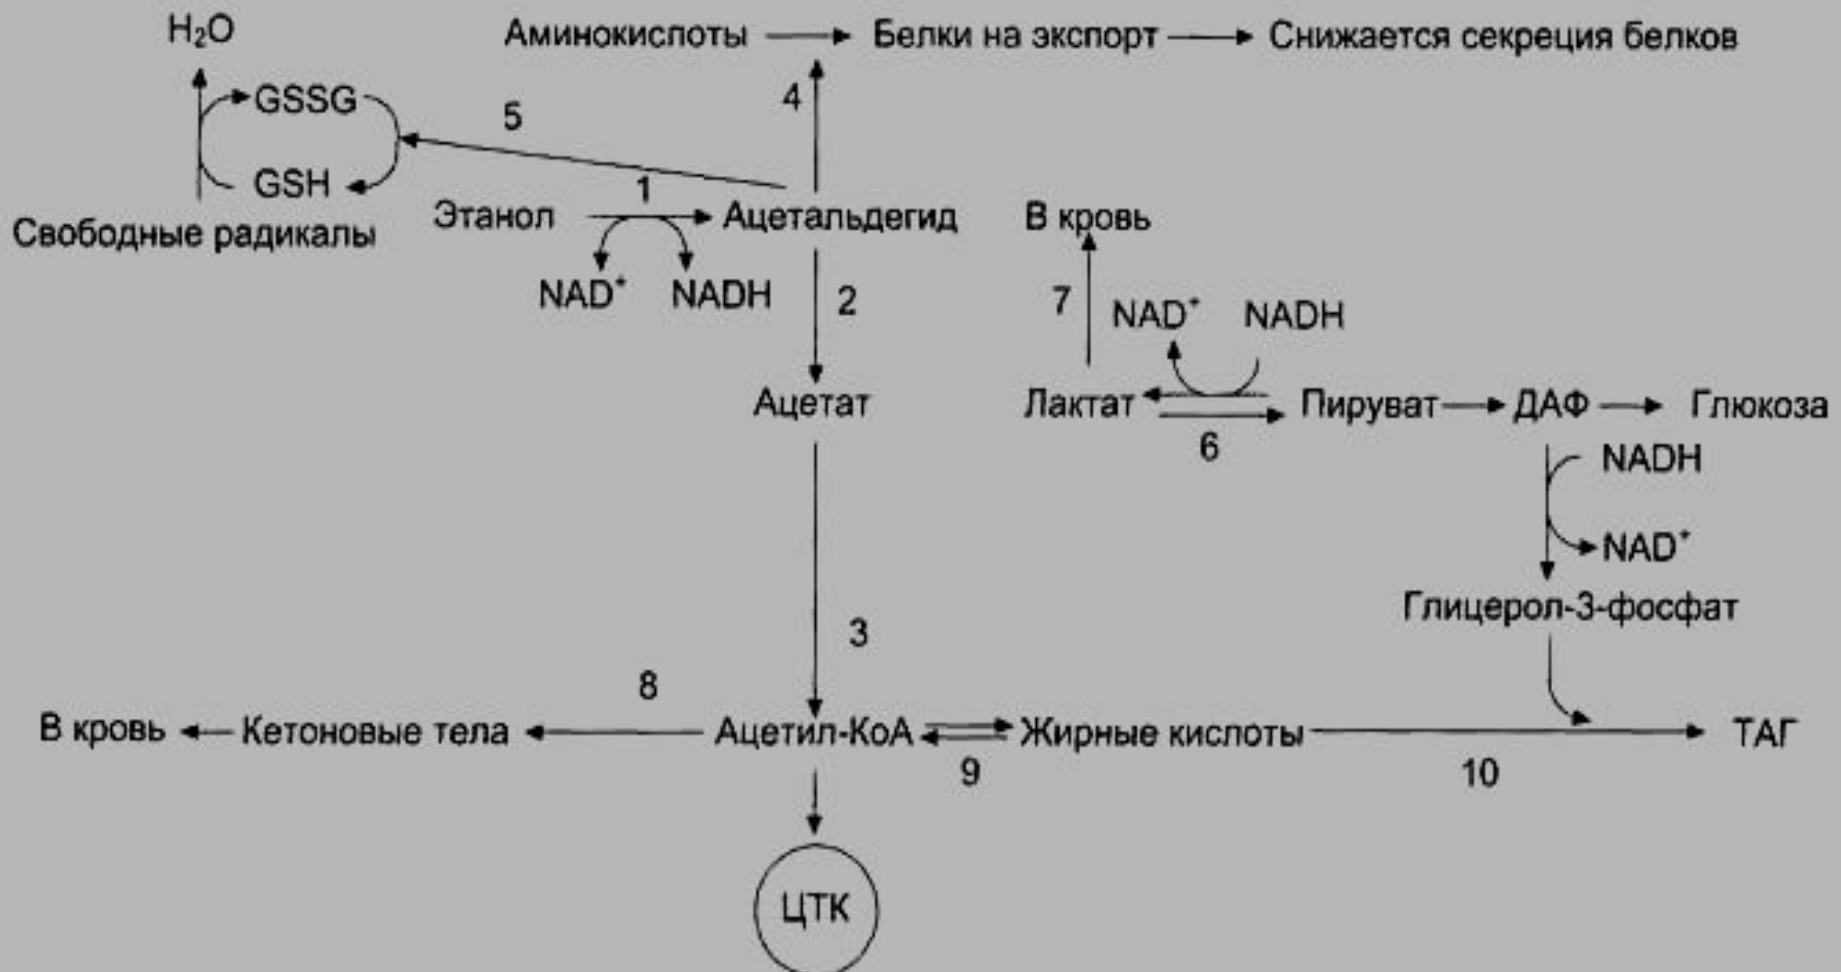 H₂O
Аминокислоты
Белки на экспорт
Снижается секреция белков
GSSG
5
4
GSH
1
Свободные радикалы
Этанол
Ацетальдегид
В кровь
NAD⁺
NADH
2
7
NAD⁺
NADH
Ацетат
Лактат
Пируват
ДАФ
Глюкоза
6
NADH
NAD⁺
Глицерол-3-фосфат
3
8
В кровь
Кетоновые тела
Ацетил-КоА
Жирные кислоты
ТАГ
9
10
ЦТК